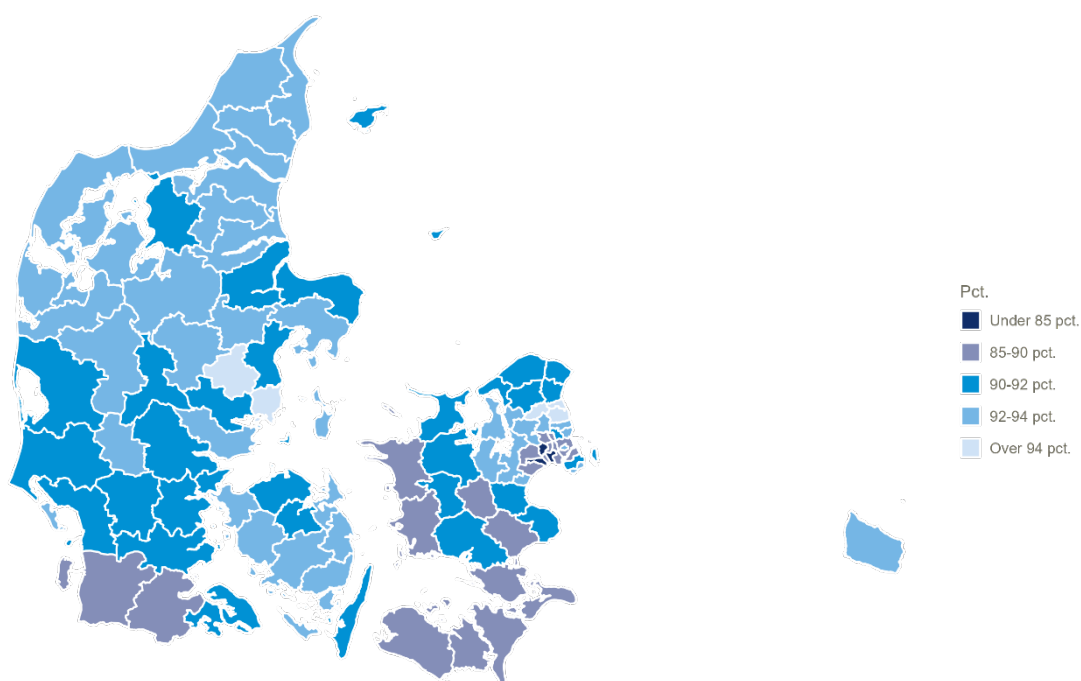 Pct.
Under 85 pct.
85-90 pct.
90-92 pct.
92-94 pct.
Over 94 pct.